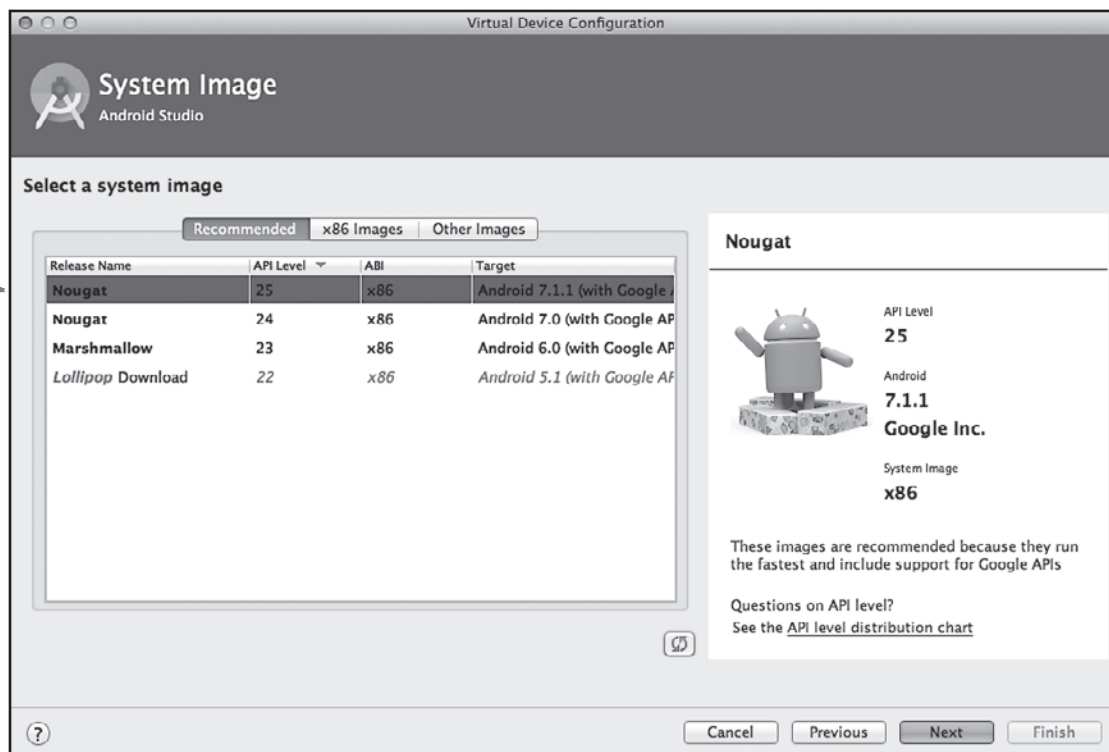 Virtual Device Configuration
System Image
Android Studio
Select a system image
Recommended x86 Images Other Images
Release Name API Level ABI Target
Nougat 25 x86 Android 7.1.1 (with Google
Nougat 24 x86 Android 7.0 (with Google AP
Marshmallow 23 x86 Android 6.0 (with Google AP
Lollipop Download 22 x86 Android 5.1 (with Google
Nougat
API Level
25
Android
7.1.1
Google Inc.
System Image
x86
These images are recommended because they run
the fastest and include support for Google APIs
Questions on API level?
See the API level distribution chart
?
Cancel Previous Next Finish